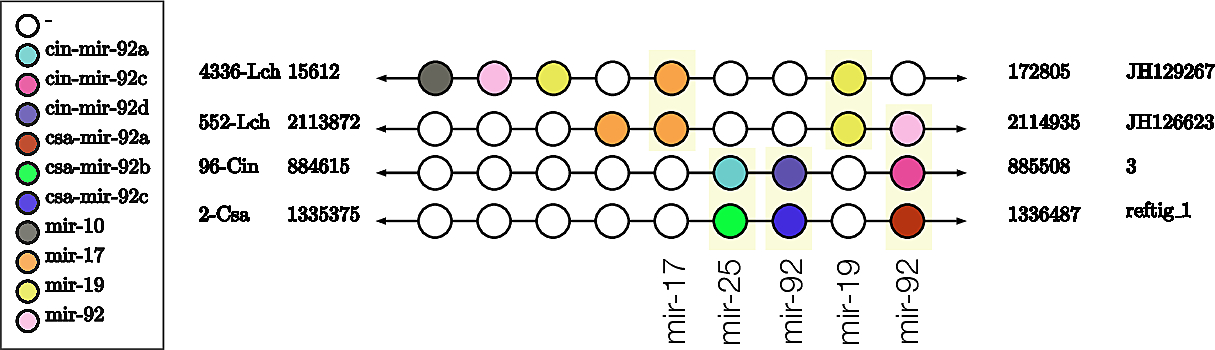 -
cin-mir-92a
cin-mir-92c
cin-mir-92d
csa-mir-92a
csa-mir-92b
csa-mir-92c
mir-10
mir-17
mir-19
mir-92
4336-Lch 15612 172805 JH129267
552-Lch 2113872 2114935 JH126623
96-Cin 884615 885508 3
2-Csa 1335375 1336487 reftig_1
mir-17 mir-25 mir-92 mir-19 mir-92